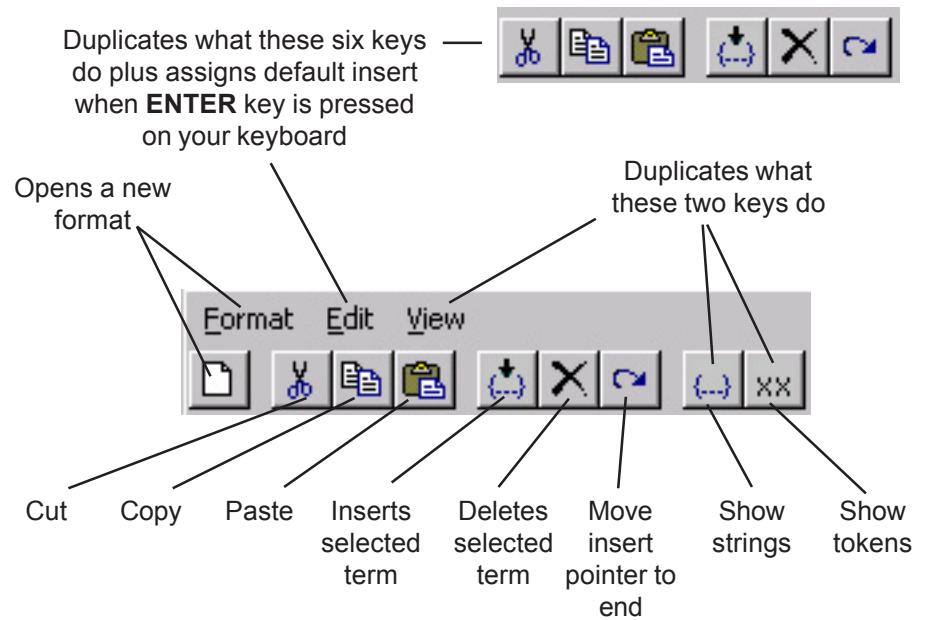 Duplicates what these six keys
do plus assigns default insert
when ENTER key is pressed
on your keyboard
{...}
Opens a new
format
Duplicates what
these two keys do
Format Edit View
{...} {...} xx
Cut Copy Paste Inserts
selected
term
Deletes
selected
term
Move
insert
pointer to
end
Show
strings
Show
tokens